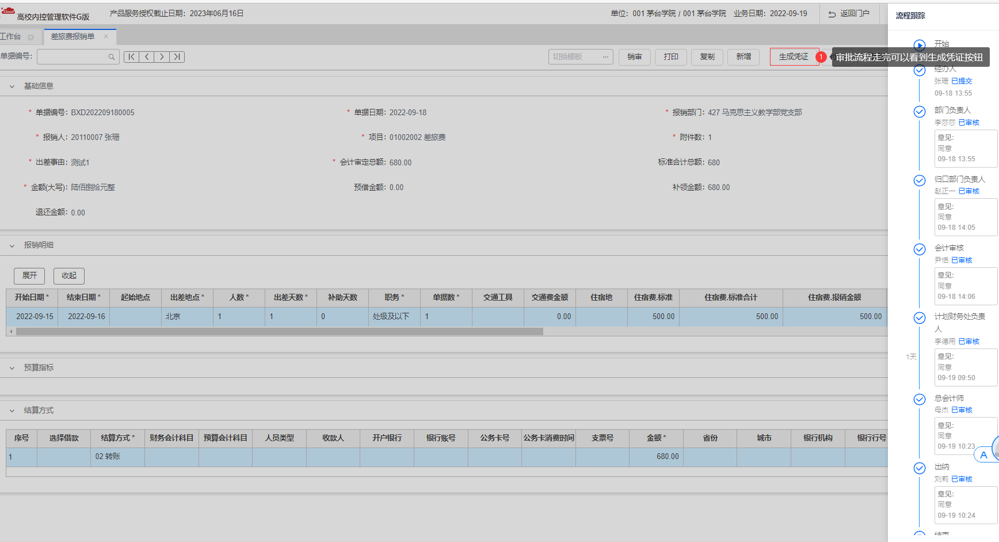 Cloud
高校内控管理软件G版
产品服务授权截止日期：2023年06月16日
单位：001 茅台学院 / 001 茅台学院
业务日期：2022-09-19
返回门户
流程跟踪
工作台
差旅费报销单
单据编号：
切换模板
销审
打印
复制
新增
生成凭证
1
审批流程走完可以看到生成凭证按钮
基础信息
* 单据编号：BXD202209180005
* 单据日期：2022-09-18
* 报销部门：427 马克思主义教学部党支部
* 报销人：20110007 张珊
* 项目：01002002 差旅费
* 附件数：1
* 出差事由：测试1
* 会计审定总额：680.00
标准合计总额：680
* 金额(大写)：陆佰捌拾元整
预借金额：0.00
补领金额：680.00
退还金额：0.00
报销明细
展开
收起
开始日期 * 结束日期 * 起始地点 出差地点 * 人数 * 出差天数 * 补助天数 职务 * 单据数 * 交通工具 交通费金额 住宿地 住宿费.标准 住宿费.标准合计 住宿费.报销金额
2022-09-15 2022-09-16 北京 1 1 0 处级及以下 1 0.00 500.00 500.00 500.00
预算指标
结算方式
序号 选择借款 结算方式 * 财务会计科目 预算会计科目 人员类型 收款人 开户银行 银行账号 公务卡号 公务卡消费时间 支票号 金额 * 省份 城市 银行机构 银行行号
1 02 转账 680.00
开始
经办人
张珊 已提交
09-18 13:55
部门负责人
李莎莎 已审核
意见：
同意
09-18 13:55
归口部门负责人
赵正一 已审核
意见：
同意
09-18 14:05
会计审核
尹恬 已审核
意见：
同意
09-18 14:06
计划财务处负责
人
李德用 已审核
1天
意见：
同意
09-19 09:50
总会计师
母杰 已审核
意见：
同意
09-19 10:23
A
出纳
刘莉 已审核
意见：
同意
09-19 10:24
结束